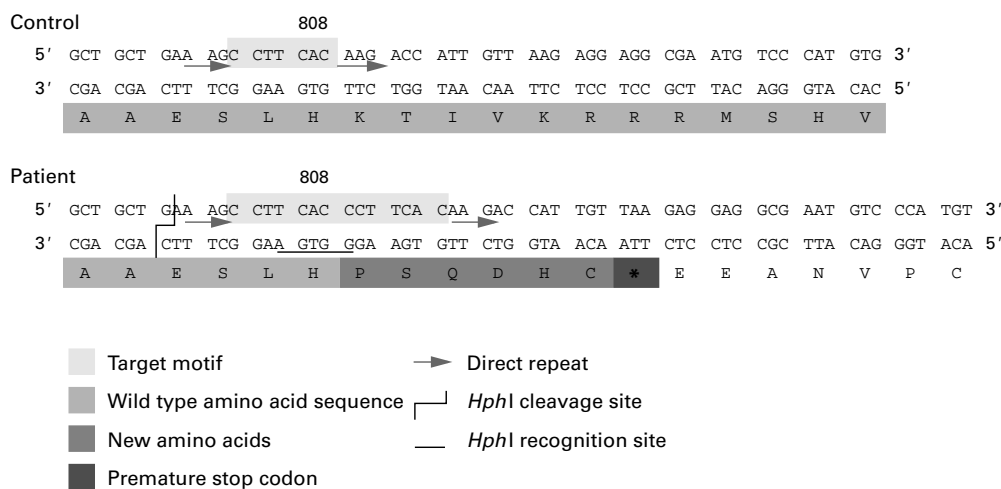 Control
808
5′ GCT GCT GAA AGC CTT CAC AAG ACC ATT GTT AAG AGG AGG CGA ATG TCC CAT GTG 3′
3′ CGA CGA CTT TCG GAA GTG TTC TGG TAA CAA TTC TCC TCC GCT TAC AGG GTA CAC 5′
A A E S L H K T I V K R R R M S H V
Patient
808
5′ GCT GCT GAA AGC CTT CAC CCT TCA CAA GAC CAT TGT TAA GAG GAG GCG AAT GTC CCA TGT 3′
3′ CGA CGA CTT TCG GAA GTG GGA AGT GTT CTG GTA ACA ATT CTC CTC CGC TTA CAG GGT ACA 5′
A A E S L H P S Q D H C * E E A N V P C
Target motif
Direct repeat
Wild type amino acid sequence
HphI cleavage site
New amino acids
HphI recognition site
Premature stop codon